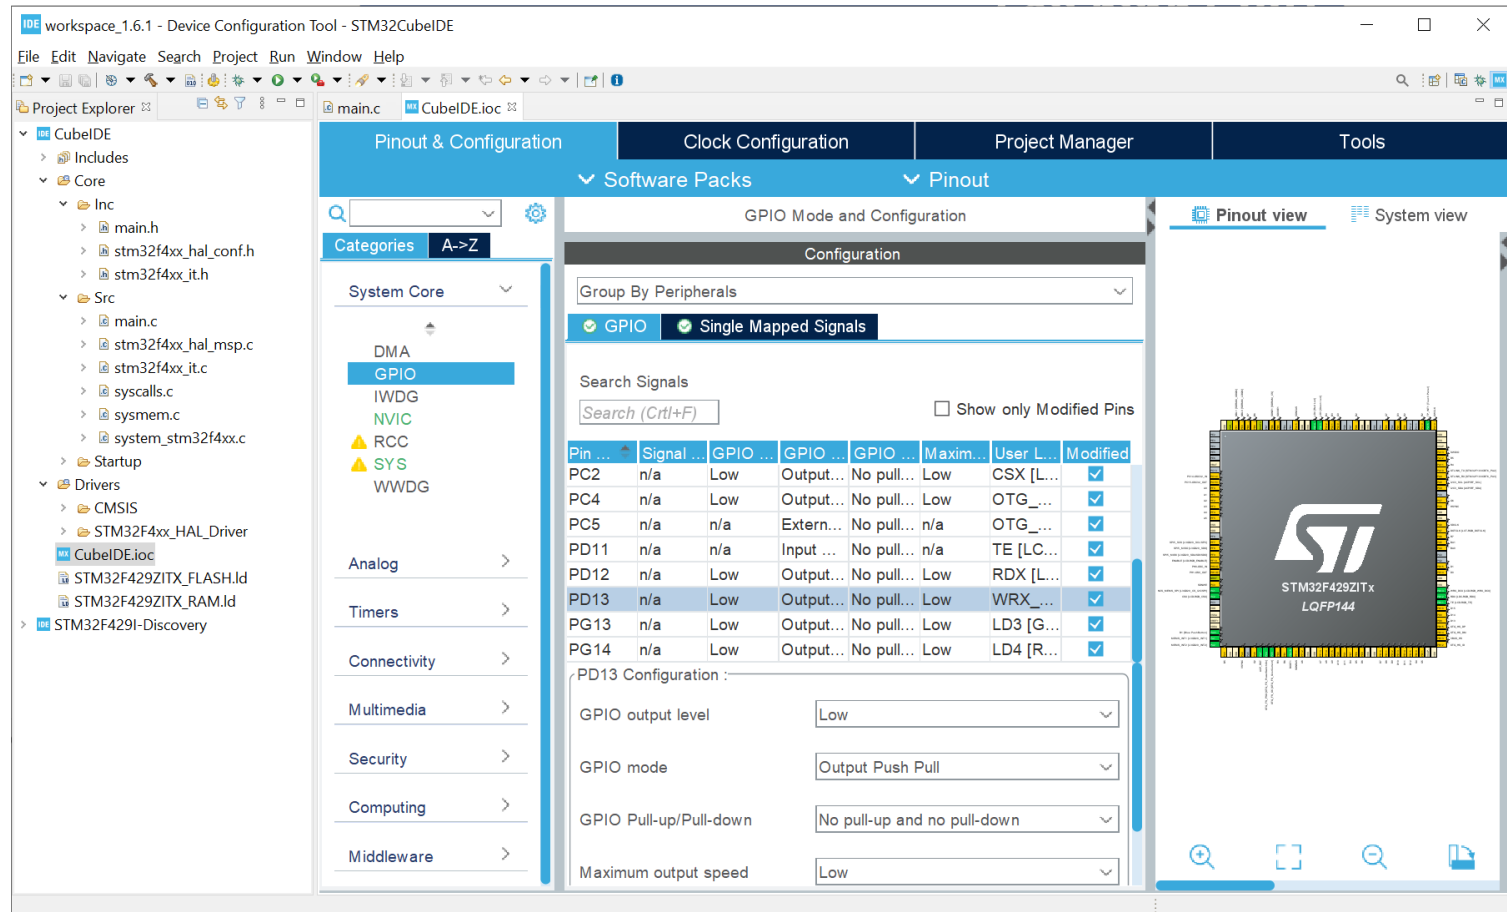 IDE workspace_1.6.1 - Device Configuration Tool - STM32CubeIDE
File Edit Navigate Search Project Run Window Help
Project Explorer
main.c
MX CubeIDE.ioc
IDE CubeIDE
Includes
Core
Inc
main.h
stm32f4xx_hal_conf.h
stm32f4xx_it.h
Src
main.c
stm32f4xx_hal_msp.c
stm32f4xx_it.c
syscalls.c
sysmem.c
system_stm32f4xx.c
Startup
Drivers
CMSIS
STM32F4xx_HAL_Driver
MX CubeIDE.ioc
STM32F429ZITX_FLASH.ld
STM32F429ZITX_RAM.ld
IDE STM32F429I-Discovery
Pinout & Configuration
Clock Configuration
Project Manager
Tools
Software Packs
Pinout
Categories
A->Z
System Core
DMA
GPIO
IWDG
NVIC
RCC
SYS
WWDG
Analog
Timers
Connectivity
Multimedia
Security
Computing
Middleware
GPIO Mode and Configuration
Configuration
Group By Peripherals
GPIO
Single Mapped Signals
Search Signals
Search (Crtl+F)
Show only Modified Pins
Pin ... Signal ... GPIO ... GPIO ... GPIO ... Maxim... User L... Modified
PC2 n/a Low Output... No pull... Low CSX [L...
PC4 n/a Low Output... No pull... Low OTG_...
PC5 n/a n/a Extern... No pull... n/a OTG_...
PD11 n/a n/a Input ... No pull... n/a TE [LC...
PD12 n/a Low Output... No pull... Low RDX [L...
PD13 n/a Low Output... No pull... Low WRX_...
PG13 n/a Low Output... No pull... Low LD3 [G...
PG14 n/a Low Output... No pull... Low LD4 [R...
PD13 Configuration :
GPIO output level Low
GPIO mode Output Push Pull
GPIO Pull-up/Pull-down No pull-up and no pull-down
Maximum output speed Low
Pinout view
System view
STM32F429ZITx
LQFP144